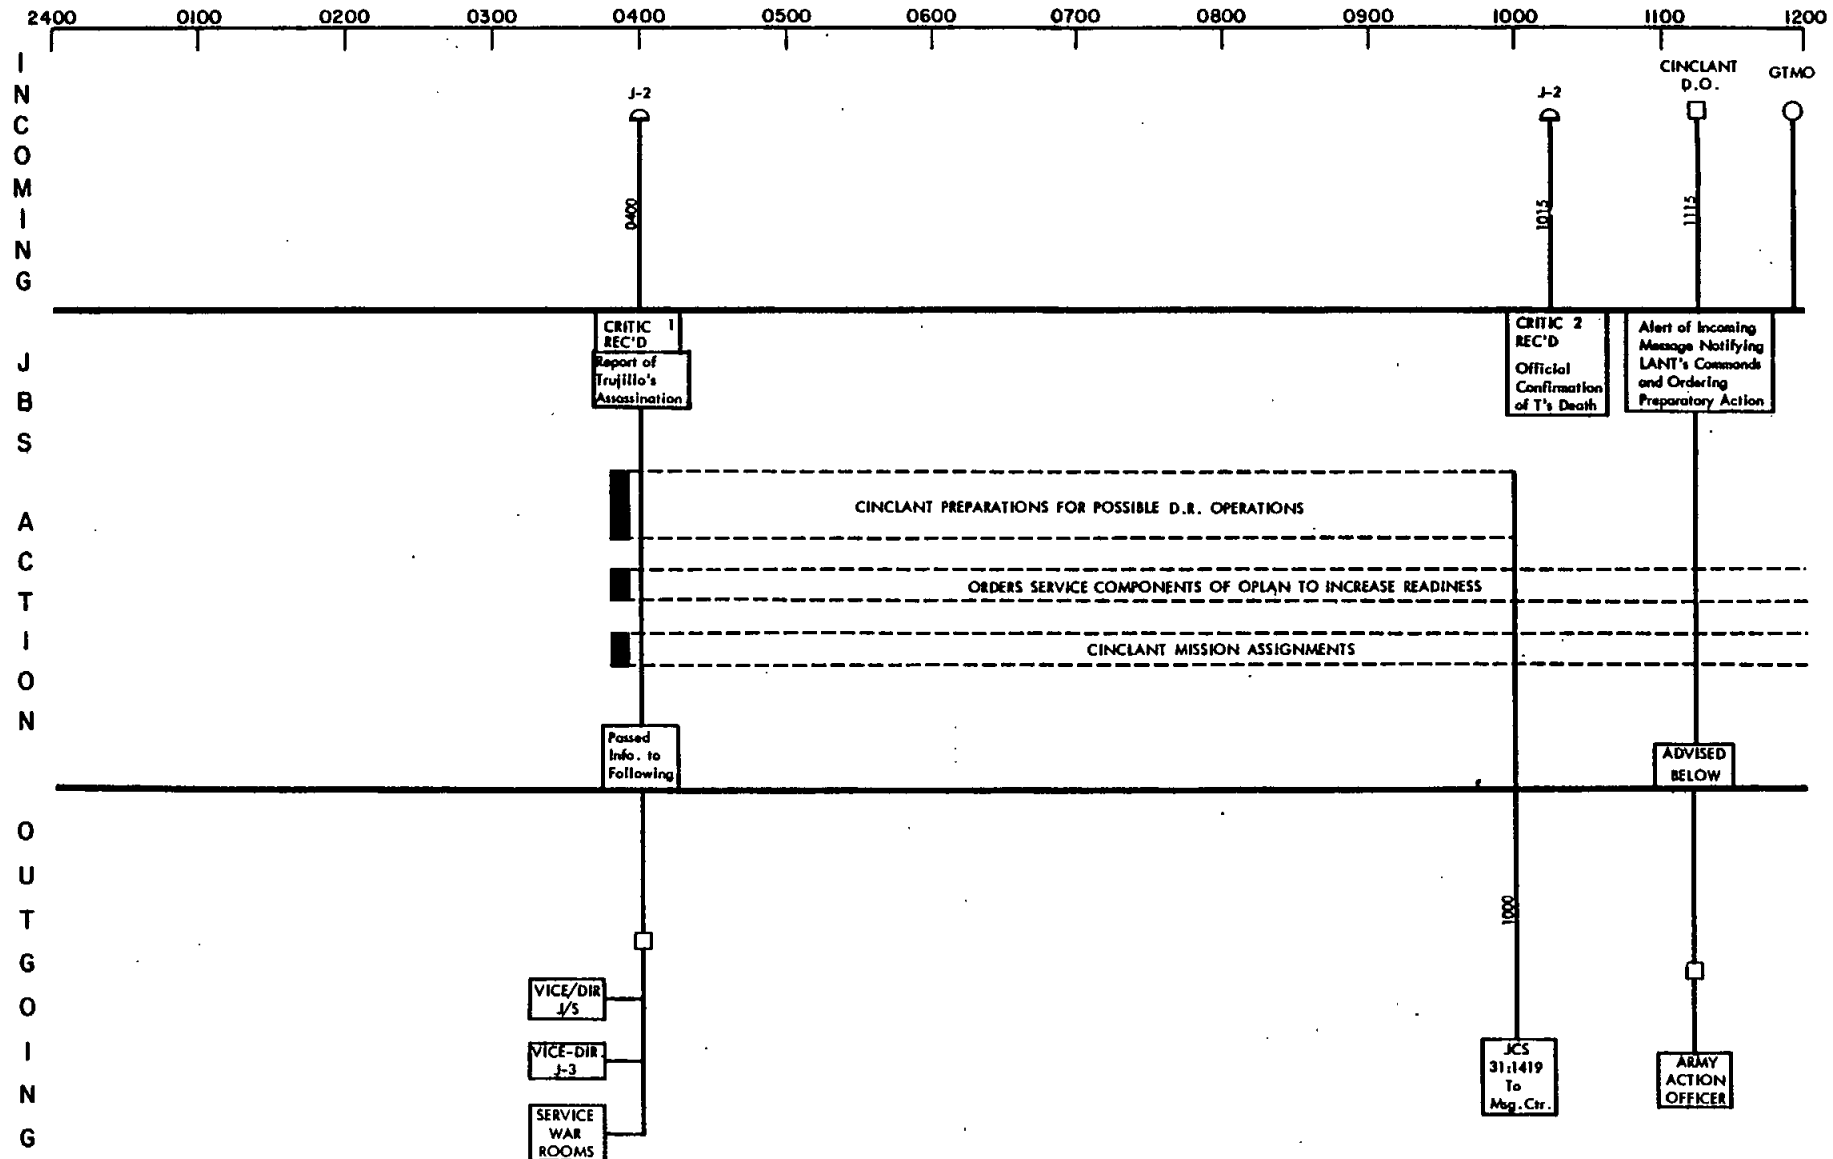 2400 0100 0200 0300 0400 0500 0600 0700 0800 0900 1000 1100 1200
INCOMING
J-2
0400
J-2
1015
CINCLANT
D.O.
1115
GTMO
JBS ACTION
CRITIC 1
REC'D
Report of
Trujillo's
Assassination
CRITIC 2
REC'D
Official
Confirmation
of T's Death
Alert of Incoming
Message Notifying
LANT's Commands
and Ordering
Preparatory Action
CINCLANT PREPARATIONS FOR POSSIBLE D.R. OPERATIONS
ORDERS SERVICE COMPONENTS OF OPLAN TO INCREASE READINESS
CINCLANT MISSION ASSIGNMENTS
Passed
Info. to
Following
ADVISED
BELOW
OUTGOING
1000
VICE/DIR
J/S
VICE-DIR.
J-3
SERVICE
WAR
ROOMS
JCS
31:1419
To
Msg.Ctr.
ARMY
ACTION
OFFICER